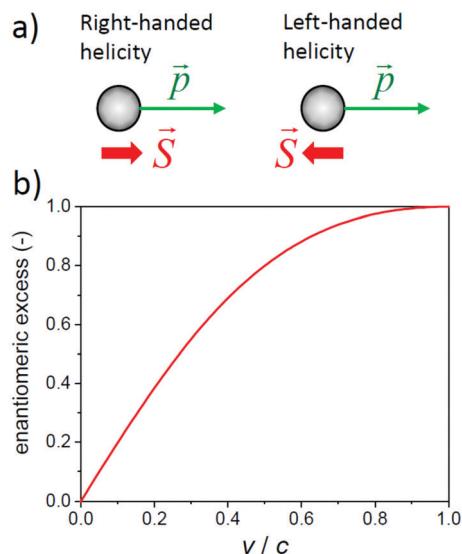 a) Right-handed helicity Left-handed helicity
p p
S S
b)
1.0
0.8
0.6
0.4
0.2
0.0
enantiomeric excess (-)
0.0 0.2 0.4 0.6 0.8 1.0
v / c